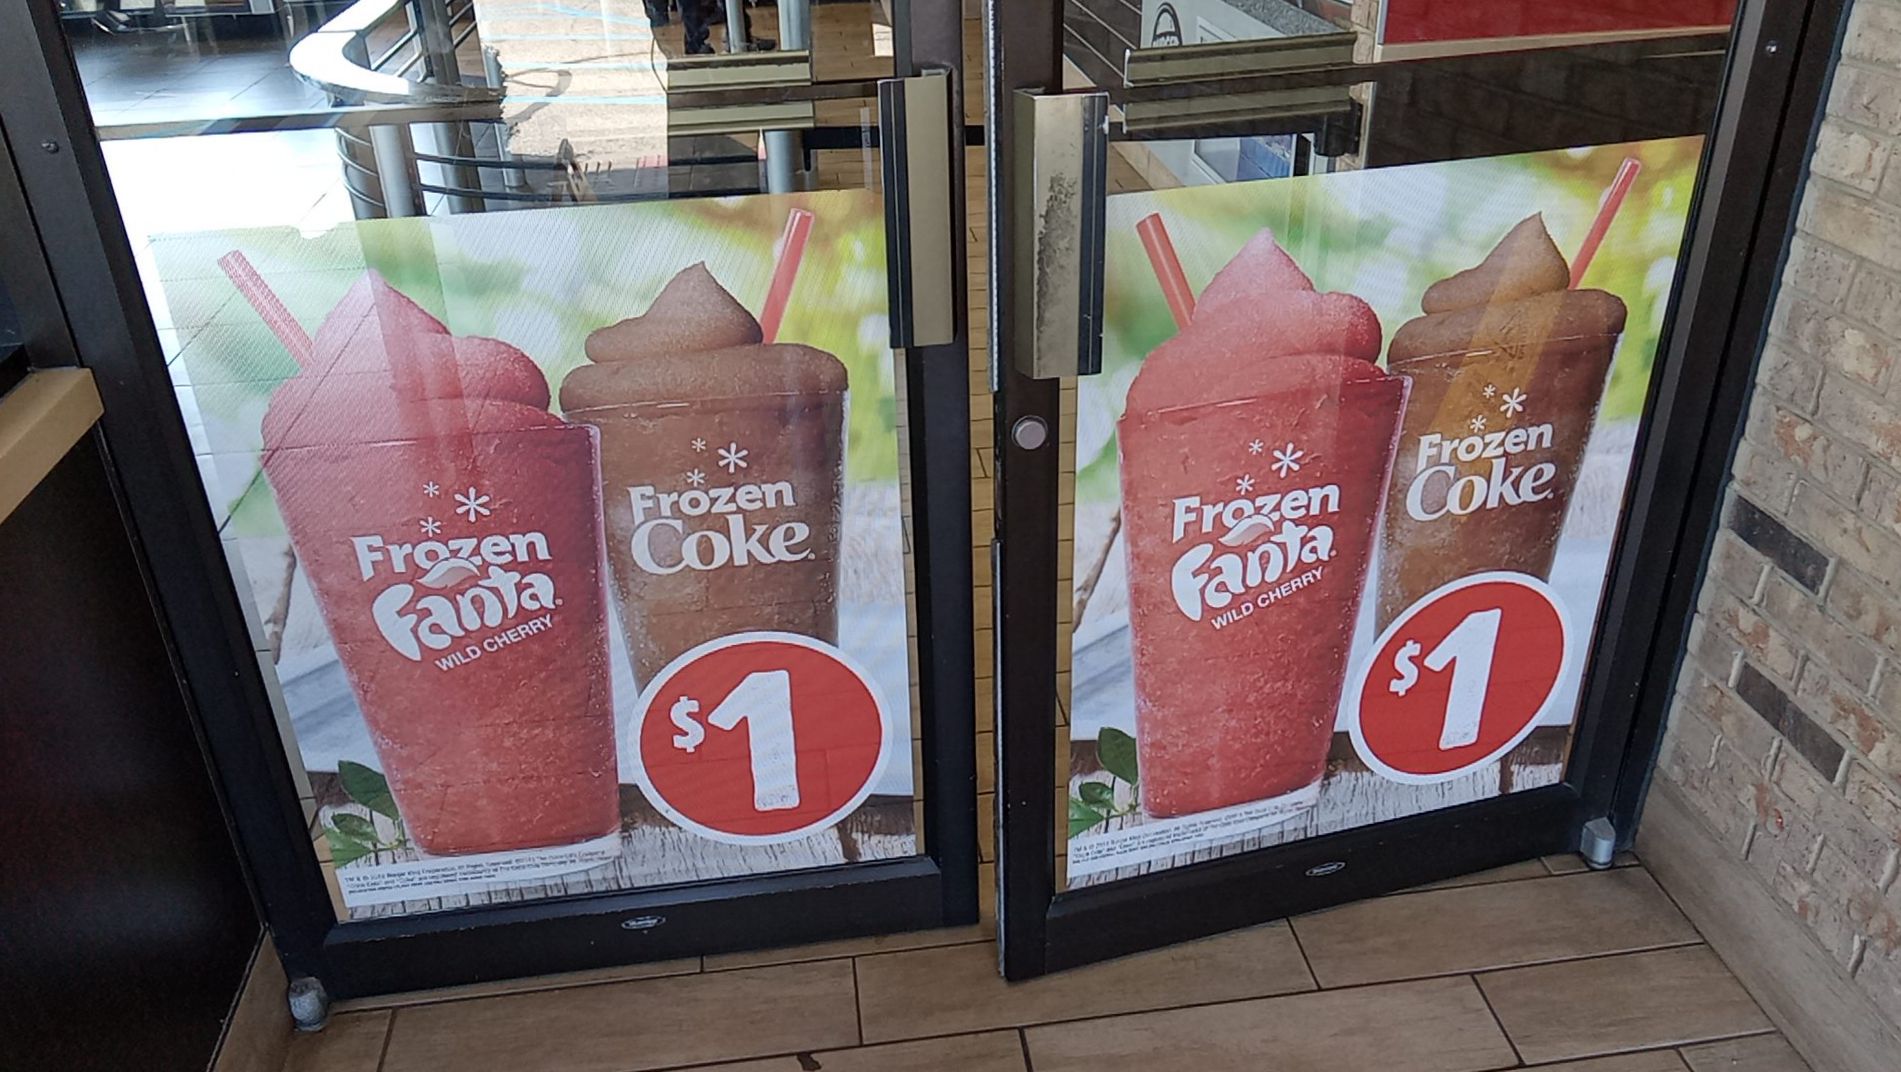 Frozen
Fanta
WILD CHERRY
Frozen
Coke
$1
Frozen
Fanta
WILD CHERRY
Frozen
Coke
$1